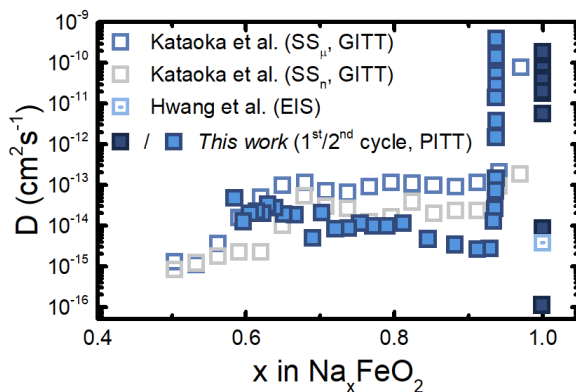 10⁻⁹
10⁻¹⁰
10⁻¹¹
10⁻¹²
10⁻¹³
10⁻¹⁴
10⁻¹⁵
10⁻¹⁶
D (cm²s⁻¹)
Kataoka et al. (SSμ, GITT)
Kataoka et al. (SSₙ, GITT)
Hwang et al. (EIS)
/ This work (1ˢᵗ/2ⁿᵈ cycle, PITT)
0.4 0.6 0.8 1.0
x in NaₓFeO₂